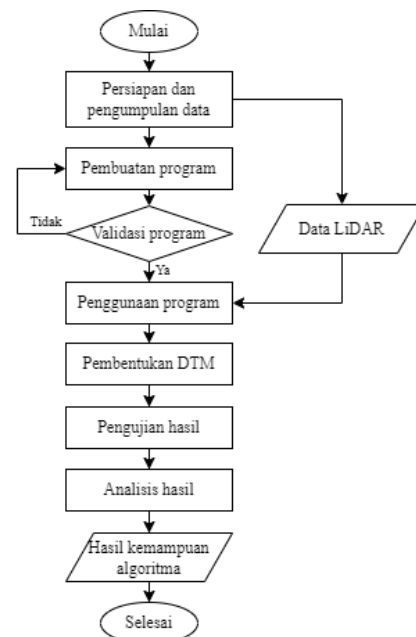 Mulai
Persiapan dan
pengumpulan data
Pembuatan program
Tidak
Validasi program
Data LiDAR
Ya
Penggunaan program
Pembentukan DTM
Pengujian hasil
Analisis hasil
Hasil kemampuan
algoritma
Selesai